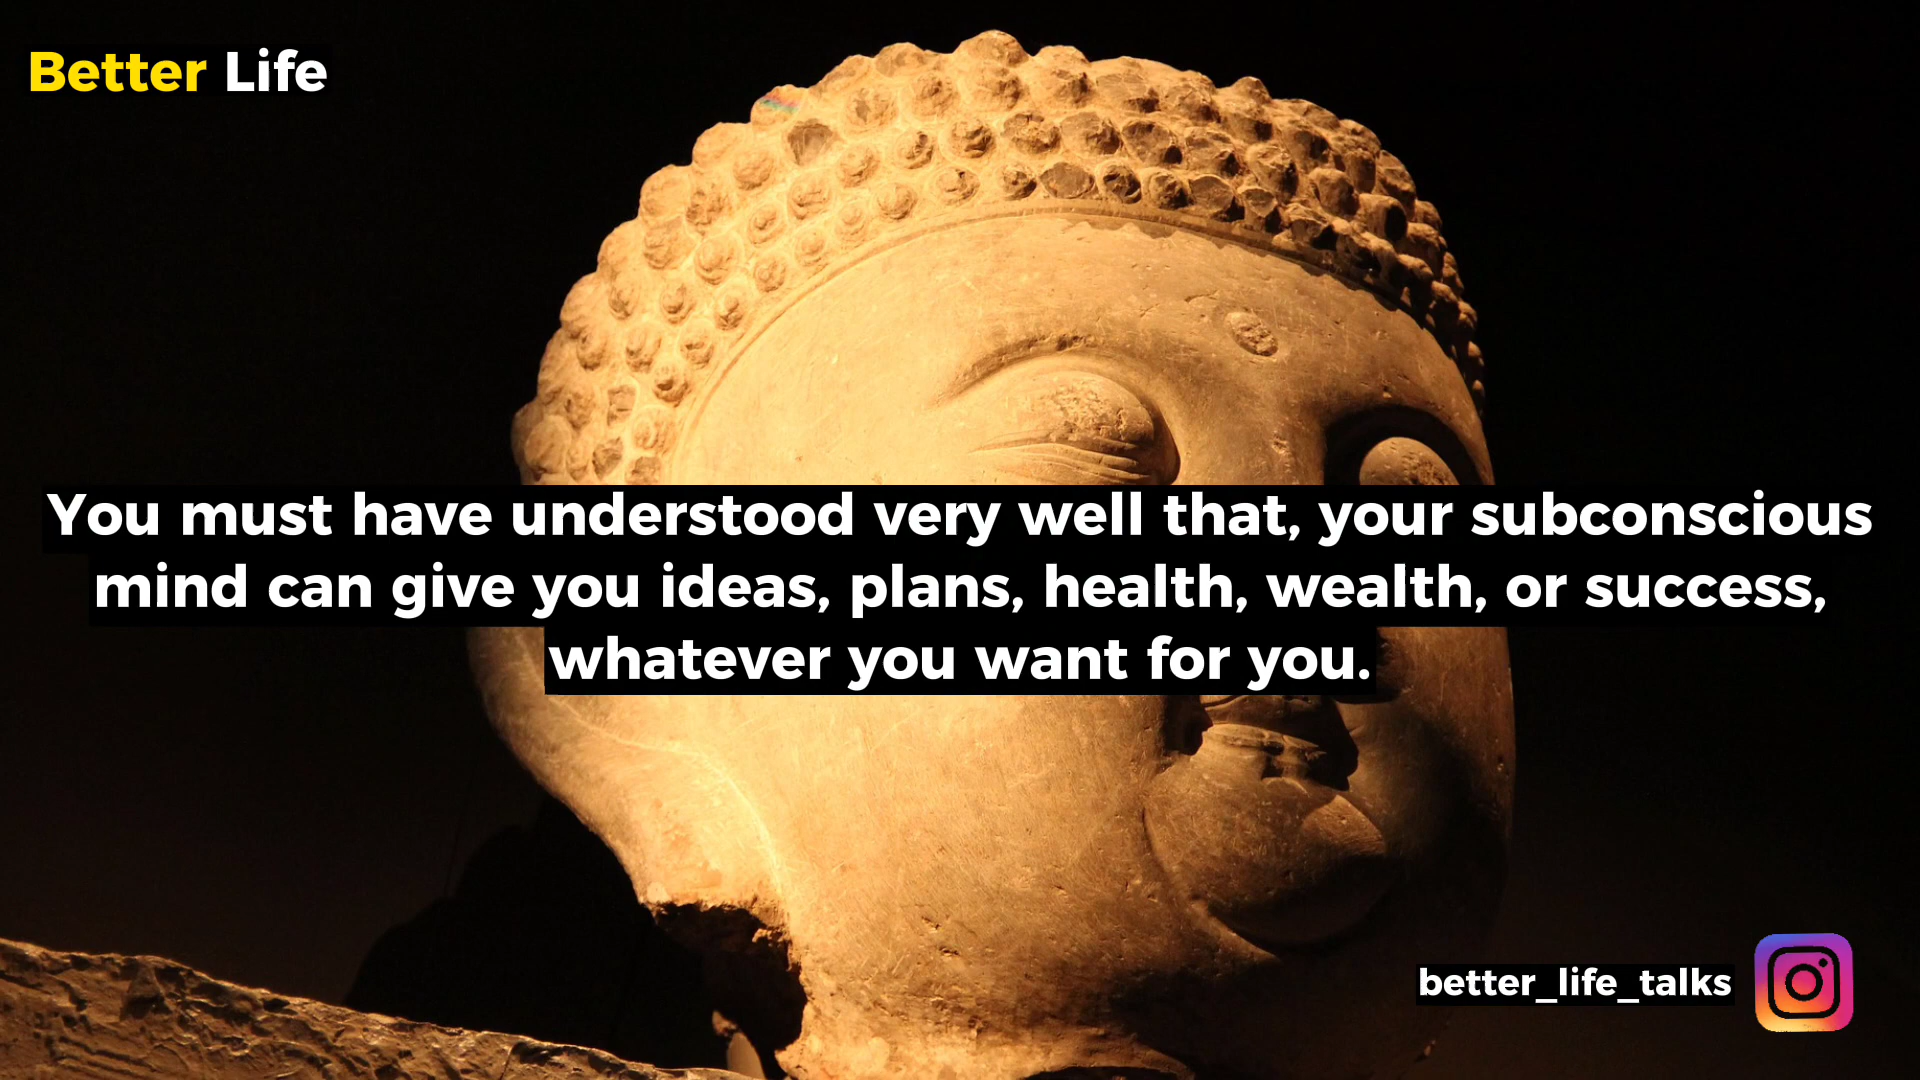 Better Life
You must have understood very well that, your subconscious
mind can give you ideas, plans, health, wealth, or success,
whatever you want for you.
better_life_talks